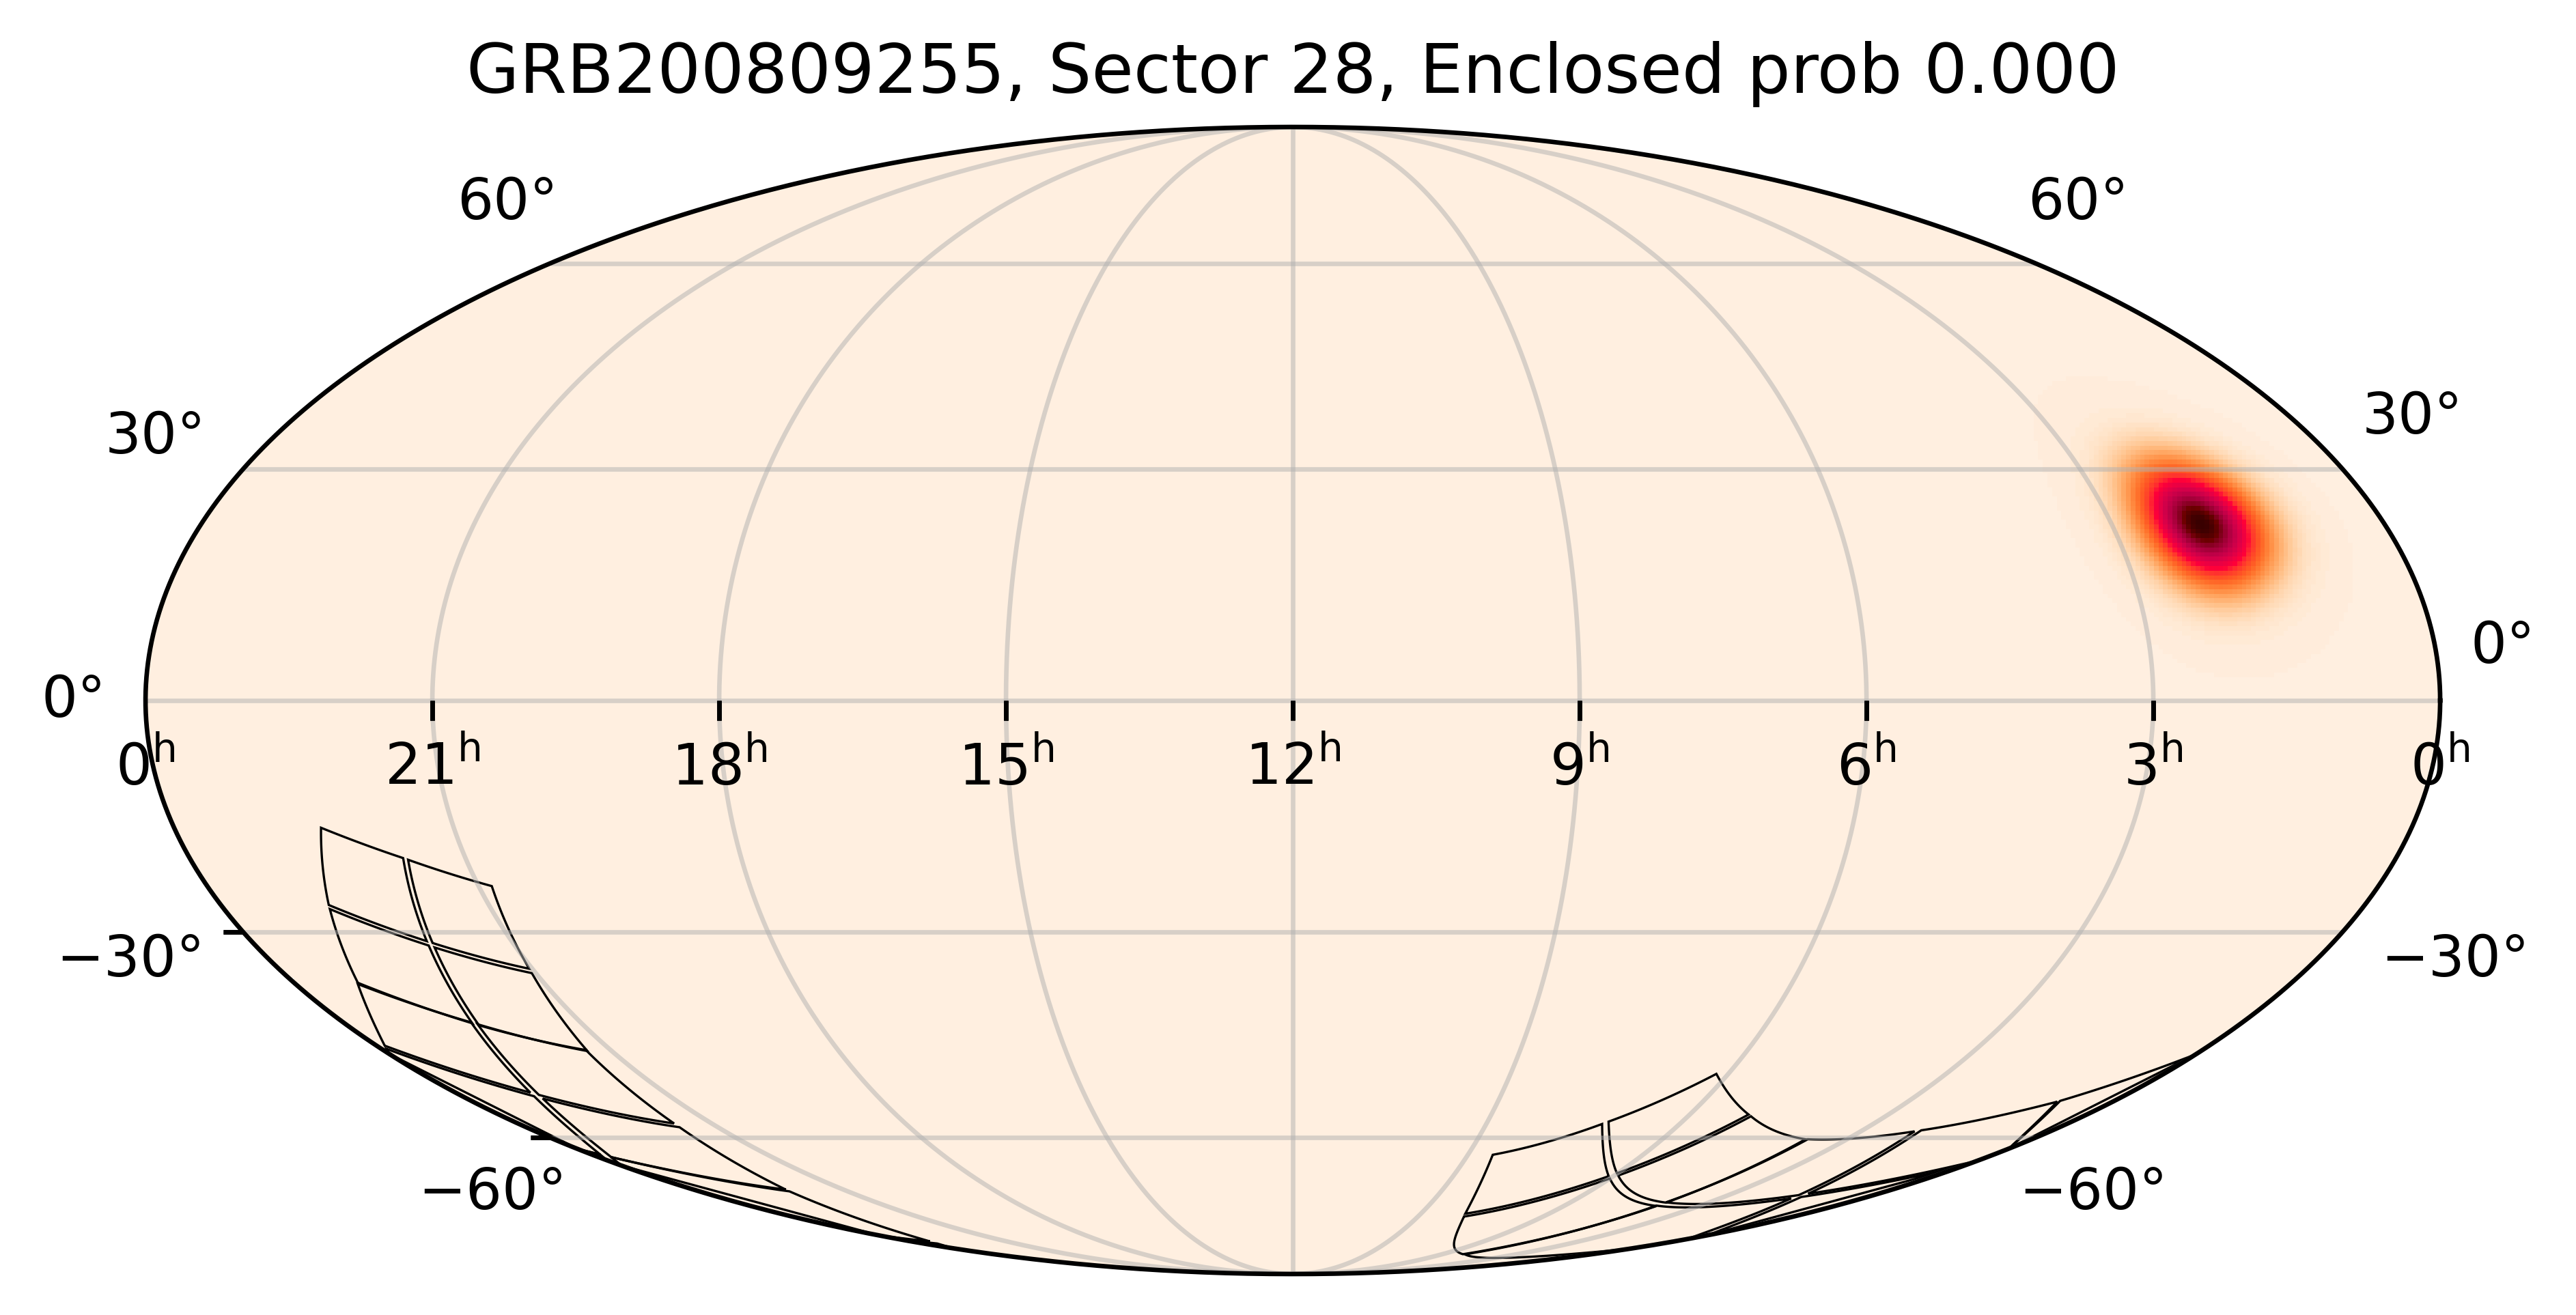 GRB200809255, Sector 28, Enclosed prob 0.000
60° 60°
30° 30°
0° 0°
0ʰ 21ʰ 18ʰ 15ʰ 12ʰ 9ʰ 6ʰ 3ʰ 0ʰ
−30° −30°
−60° −60°